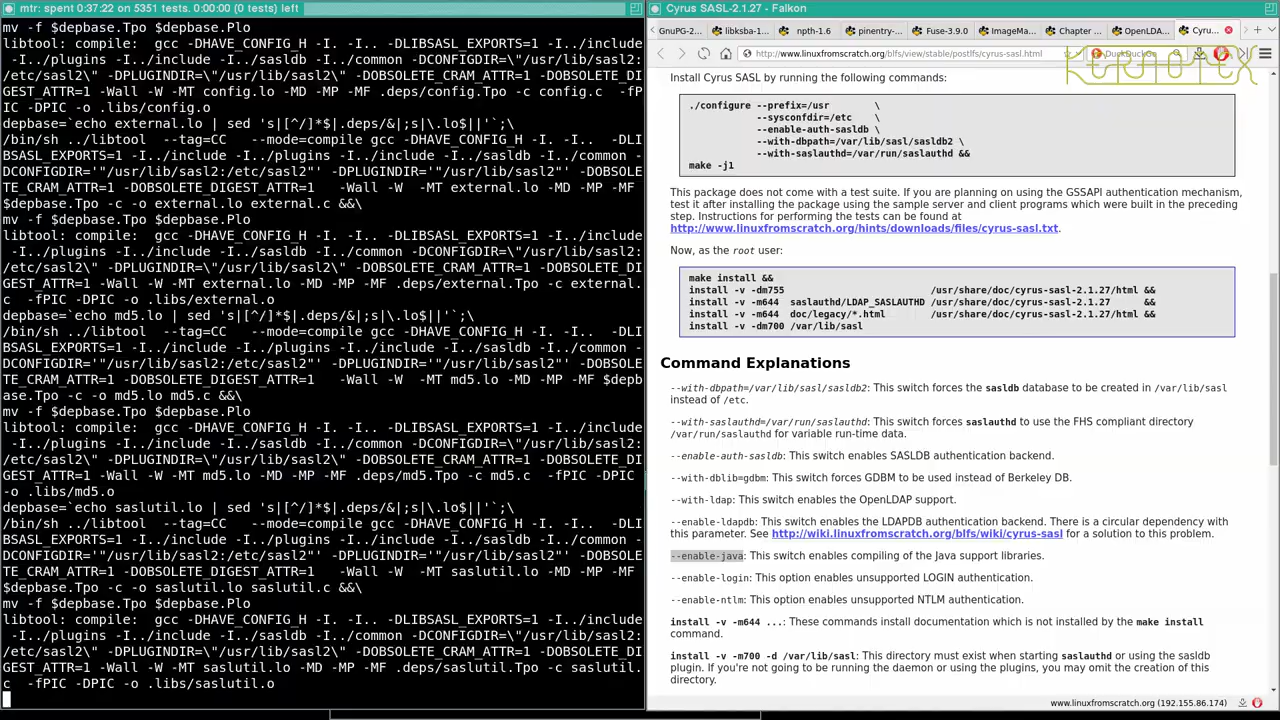 mtr: spent 0:37:22 pass on 5351 tests. 0:00:00 (0 tests) left
mv -f $depbase.Tpo $depbase.Plo
libtool: compile:  gcc -DHAVE_CONFIG_H -I. -I.. -DLIBSASL_EXPORTS=1 -I../include
 -I../plugins -I../include -I../sasldb -I../common -DCONFIGDIR=\"/usr/lib/sasl2:
/etc/sasl2\" -DPLUGINDIR=\"/usr/lib/sasl2\" -DOBSOLETE_CRAM_ATTR=1 -DOBSOLETE_DI
GEST_ATTR=1 -Wall -W -MT config.lo -MD -MP -MF .deps/config.Tpo -c config.c  -fP
IC -DPIC -o .libs/config.o
depbase=`echo external.lo | sed 's|[^/]*$|.deps/&|;s|\.lo$||'`;\
/bin/sh ../libtool  --tag=CC   --mode=compile gcc -DHAVE_CONFIG_H -I. -I..  -DLI
BSASL_EXPORTS=1 -I../include -I../plugins -I../include -I../sasldb -I../common -
DCONFIGDIR='"/usr/lib/sasl2:/etc/sasl2"' -DPLUGINDIR='"/usr/lib/sasl2"' -DOBSOLE
TE_CRAM_ATTR=1 -DOBSOLETE_DIGEST_ATTR=1    -Wall -W  -MT external.lo -MD -MP -MF
$depbase.Tpo -c -o external.lo external.c &&\
mv -f $depbase.Tpo $depbase.Plo
libtool: compile:  gcc -DHAVE_CONFIG_H -I. -I.. -DLIBSASL_EXPORTS=1 -I../include
 -I../plugins -I../include -I../sasldb -I../common -DCONFIGDIR=\"/usr/lib/sasl2:
/etc/sasl2\" -DPLUGINDIR=\"/usr/lib/sasl2\" -DOBSOLETE_CRAM_ATTR=1 -DOBSOLETE_DI
GEST_ATTR=1 -Wall -W -MT external.lo -MD -MP -MF .deps/external.Tpo -c external.
c  -fPIC -DPIC -o .libs/external.o
depbase=`echo md5.lo | sed 's|[^/]*$|.deps/&|;s|\.lo$||'`;\
/bin/sh ../libtool  --tag=CC   --mode=compile gcc -DHAVE_CONFIG_H -I. -I..  -DLI
BSASL_EXPORTS=1 -I../include -I../plugins -I../include -I../sasldb -I../common -
DCONFIGDIR='"/usr/lib/sasl2:/etc/sasl2"' -DPLUGINDIR='"/usr/lib/sasl2"' -DOBSOLE
TE_CRAM_ATTR=1 -DOBSOLETE_DIGEST_ATTR=1    -Wall -W  -MT md5.lo -MD -MP -MF $depb
ase.Tpo -c -o md5.lo md5.c &&\
mv -f $depbase.Tpo $depbase.Plo
libtool: compile:  gcc -DHAVE_CONFIG_H -I. -I.. -DLIBSASL_EXPORTS=1 -I../include
 -I../plugins -I../include -I../sasldb -I../common -DCONFIGDIR=\"/usr/lib/sasl2:
/etc/sasl2\" -DPLUGINDIR=\"/usr/lib/sasl2\" -DOBSOLETE_CRAM_ATTR=1 -DOBSOLETE_DI
GEST_ATTR=1 -Wall -W -MT md5.lo -MD -MP -MF .deps/md5.Tpo -c md5.c  -fPIC -DPIC
-o .libs/md5.o
depbase=`echo saslutil.lo | sed 's|[^/]*$|.deps/&|;s|\.lo$||'`;\
/bin/sh ../libtool  --tag=CC   --mode=compile gcc -DHAVE_CONFIG_H -I. -I..  -DLI
BSASL_EXPORTS=1 -I../include -I../plugins -I../include -I../sasldb -I../common -
DCONFIGDIR='"/usr/lib/sasl2:/etc/sasl2"' -DPLUGINDIR='"/usr/lib/sasl2"' -DOBSOLE
TE_CRAM_ATTR=1 -DOBSOLETE_DIGEST_ATTR=1    -Wall -W  -MT saslutil.lo -MD -MP -MF
$depbase.Tpo -c -o saslutil.lo saslutil.c &&\
mv -f $depbase.Tpo $depbase.Plo
libtool: compile:  gcc -DHAVE_CONFIG_H -I. -I.. -DLIBSASL_EXPORTS=1 -I../include
 -I../plugins -I../include -I../sasldb -I../common -DCONFIGDIR=\"/usr/lib/sasl2:
/etc/sasl2\" -DPLUGINDIR=\"/usr/lib/sasl2\" -DOBSOLETE_CRAM_ATTR=1 -DOBSOLETE_DI
GEST_ATTR=1 -Wall -W -MT saslutil.lo -MD -MP -MF .deps/saslutil.Tpo -c saslutil.
c  -fPIC -DPIC -o .libs/saslutil.o
Cyrus SASL-2.1.27 - Falkon
GnuPG-2... libksba-1... npth-1.6 pinentry-... Fuse-3.9.0 ImageMa... Chapter ... OpenLDA... Cyru...
http://www.linuxfromscratch.org/blfs/view/stable/postlfs/cyrus-sasl.html DuckDuckGo
KERNOTEX
Install Cyrus SASL by running the following commands:
./configure --prefix=/usr        \
            --sysconfdir=/etc    \
            --enable-auth-sasldb \
            --with-dbpath=/var/lib/sasl/sasldb2 \
            --with-saslauthd=/var/run/saslauthd &&
make -j1
This package does not come with a test suite. If you are planning on using the GSSAPI authentication mechanism,
test it after installing the package using the sample server and client programs which were built in the preceding
step. Instructions for performing the tests can be found at
http://www.linuxfromscratch.org/hints/downloads/files/cyrus-sasl.txt.
Now, as the root user:
make install &&
install -v -dm755                          /usr/share/doc/cyrus-sasl-2.1.27/html &&
install -v -m644  saslauthd/LDAP_SASLAUTHD /usr/share/doc/cyrus-sasl-2.1.27      &&
install -v -m644  doc/legacy/*.html        /usr/share/doc/cyrus-sasl-2.1.27/html &&
install -v -dm700 /var/lib/sasl
Command Explanations
--with-dbpath=/var/lib/sasl/sasldb2: This switch forces the sasldb database to be created in /var/lib/sasl
instead of /etc.
--with-saslauthd=/var/run/saslauthd: This switch forces saslauthd to use the FHS compliant directory
/var/run/saslauthd for variable run-time data.
--enable-auth-sasldb: This switch enables SASLDB authentication backend.
--with-dblib=gdbm: This switch forces GDBM to be used instead of Berkeley DB.
--with-ldap: This switch enables the OpenLDAP support.
--enable-ldapdb: This switch enables the LDAPDB authentication backend. There is a circular dependency with
this parameter. See http://wiki.linuxfromscratch.org/blfs/wiki/cyrus-sasl for a solution to this problem.
--enable-java: This switch enables compiling of the Java support libraries.
--enable-login: This option enables unsupported LOGIN authentication.
--enable-ntlm: This option enables unsupported NTLM authentication.
install -v -m644 ...: These commands install documentation which is not installed by the make install
command.
install -v -m700 -d /var/lib/sasl: This directory must exist when starting saslauthd or using the sasldb
plugin. If you're not going to be running the daemon or using the plugins, you may omit the creation of this
directory.
www.linuxfromscratch.org (192.155.86.174)